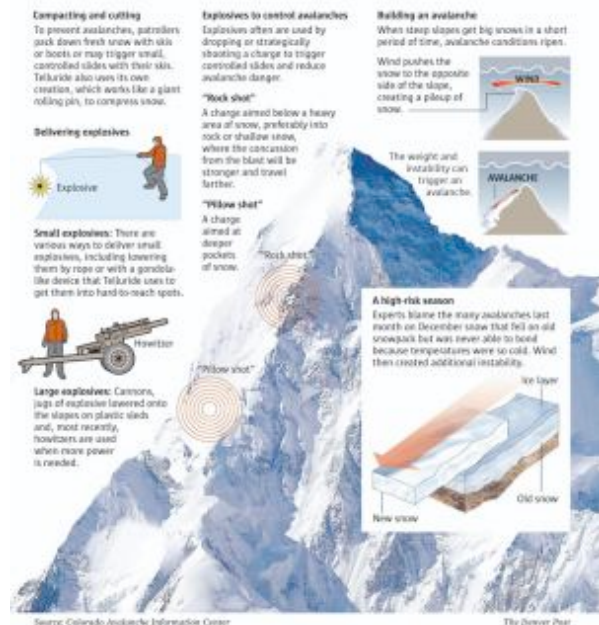 Compacting and cutting
To prevent avalanches, patrollers
pack down fresh snow with skis
or boots or may trigger small,
controlled slides with their skis.
Telluride also uses its own
creation, which works like a giant
rolling pin, to compress snow.
Delivering explosives
Explosive
Small explosives: There are
various ways to deliver small
explosives, including lowering
them by rope or with a gondola-
like device that Telluride uses to
get them into hard-to-reach spots.
Howitzer
Large explosives: Cannons,
jugs of explosive lowered onto
the slopes on plastic sleds
and, most recently,
howitzers are used
when more power
is needed.
Explosives to control avalanches
Explosives often are used by
dropping or strategically
shooting a charge to trigger
controlled slides and reduce
avalanche danger.
"Rock shot"
A charge aimed below a heavy
area of snow, preferably into
rock or shallow snow,
where the concussion
from the blast will be
stronger and travel
farther.
"Pillow shot"
A charge
aimed at
deeper
pockets
of snow.
"Rock shot"
"Pillow shot"
Building an avalanche
When steep slopes get big snows in a short
period of time, avalanche conditions ripen.
Wind pushes the
snow to the opposite
side of the slope,
creating a pileup of
snow.
WIND
The weight and
instability can
trigger an
avalanche.
AVALANCHE
A high-risk season
Experts blame the many avalanches last
month on December snow that fell on old
snowpack but was never able to bond
because temperatures were so cold. Wind
then created additional instability.
Ice layer
Old snow
New snow
Source: Colorado Avalanche Information Center
The Denver Post